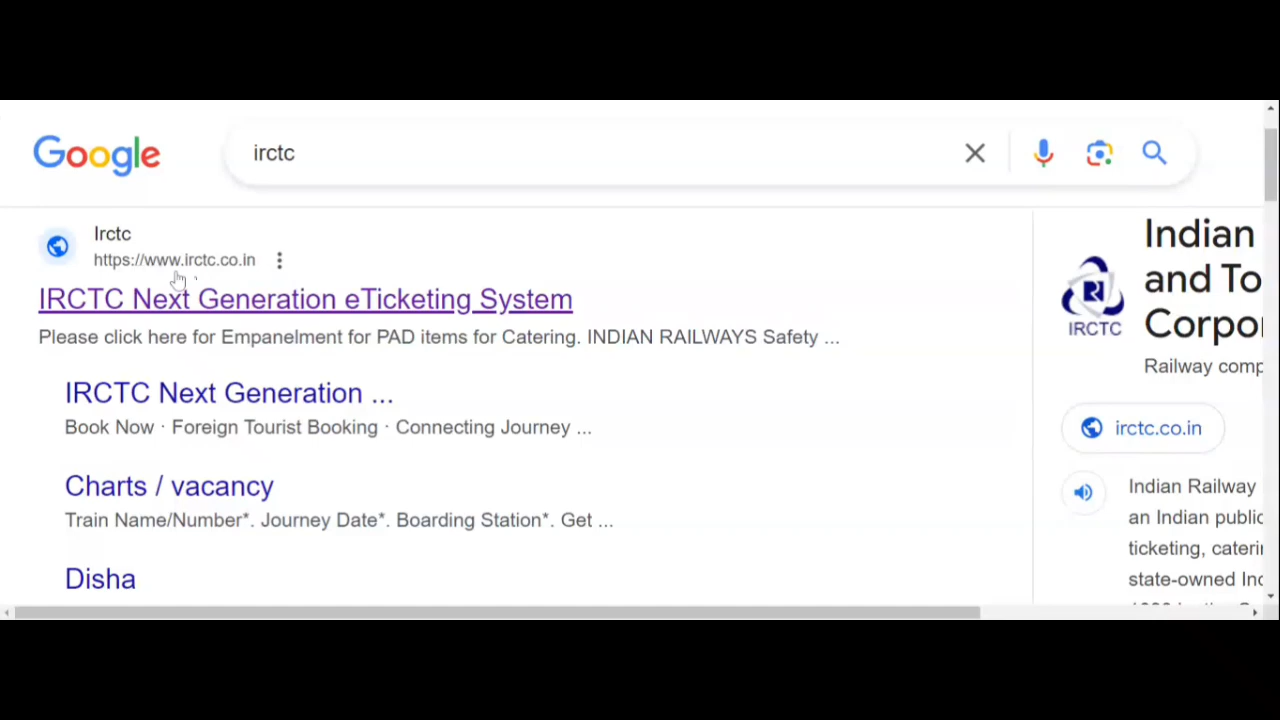 Google
irctc
Irctc
https://www.irctc.co.in
IRCTC Next Generation eTicketing System
Please click here for Empanelment for PAD items for Catering. INDIAN RAILWAYS Safety ...
IRCTC Next Generation ...
Book Now · Foreign Tourist Booking · Connecting Journey ...
Charts / vacancy
Train Name/Number*. Journey Date*. Boarding Station*. Get ...
Disha
Indian
and To
Corpor
IRCTC
Railway comp
irctc.co.in
Indian Railway
an Indian public
ticketing, caterin
state-owned Ind